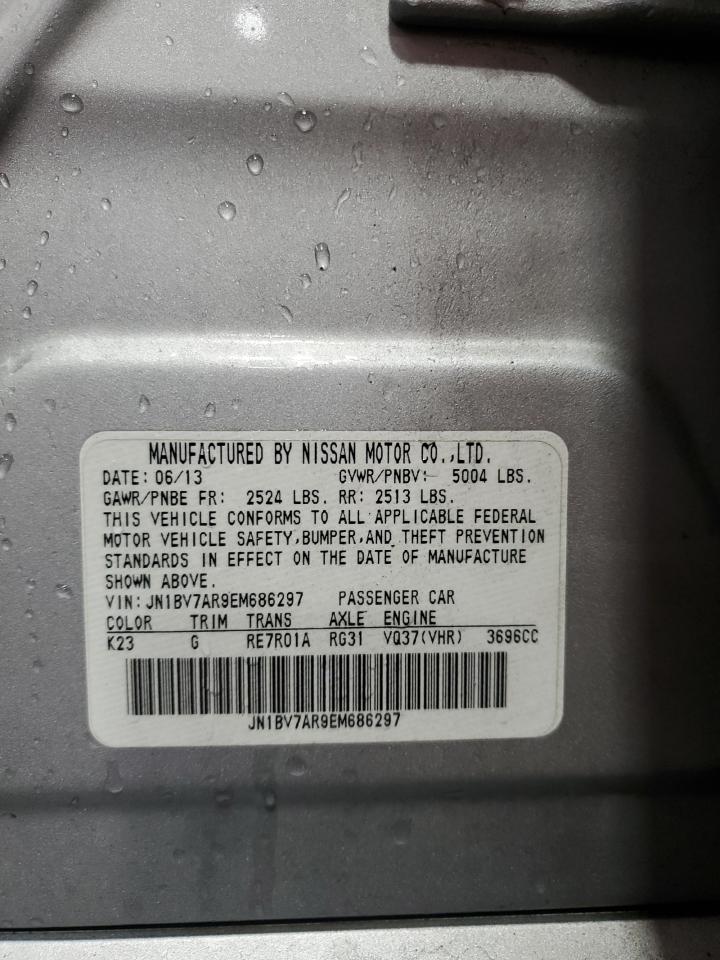 MANUFACTURED BY NISSAN MOTOR CO.,LTD.
DATE: 06/13 GVWR/PNBV: 5004 LBS.
GAWR/PNBE FR: 2524 LBS. RR: 2513 LBS.
THIS VEHICLE CONFORMS TO ALL APPLICABLE FEDERAL
MOTOR VEHICLE SAFETY,BUMPER,AND THEFT PREVENTION
STANDARDS IN EFFECT ON THE DATE OF MANUFACTURE
SHOWN ABOVE.
VIN: JN1BV7AR9EM686297 PASSENGER CAR
COLOR TRIM TRANS AXLE ENGINE
K23 G RE7R01A RG31 VQ37(VHR) 3696CC
JN1BV7AR9EM686297